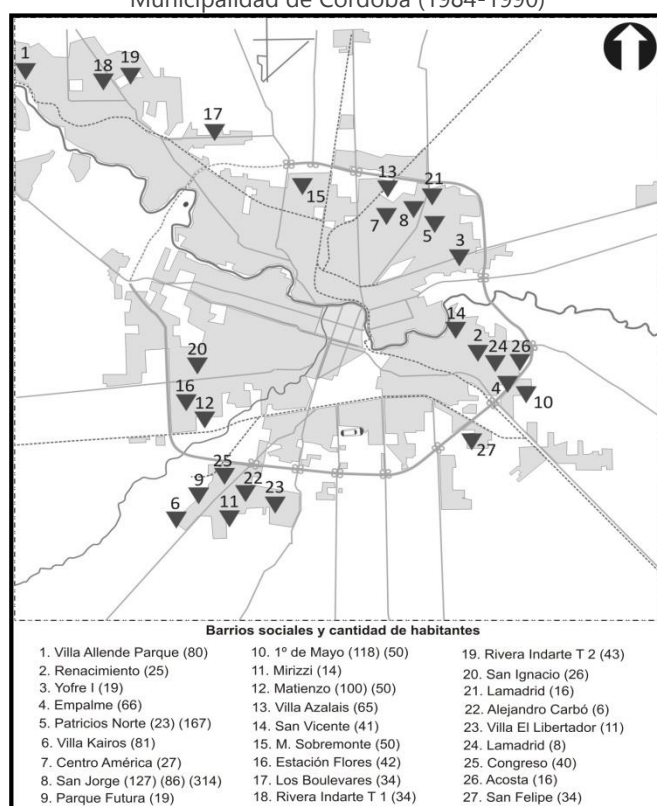 Municipalidad de Córdoba (1984-1990)
1
18
19
17
15
13
21
7
8
5
3
14
2
24
26
4
10
20
16
12
27
25
9
22
23
6
11
Barrios sociales y cantidad de habitantes
1. Villa Allende Parque (80)
2. Renacimiento (25)
3. Yofre I (19)
4. Empalme (66)
5. Patricios Norte (23) (167)
6. Villa Kairos (81)
7. Centro América (27)
8. San Jorge (127) (86) (314)
9. Parque Futura (19)
10. 1º de Mayo (118) (50)
11. Mirizzi (14)
12. Matienzo (100) (50)
13. Villa Azalais (65)
14. San Vicente (41)
15. M. Sobremonte (50)
16. Estación Flores (42)
17. Los Boulevares (34)
18. Rivera Indarte T 1 (34)
19. Rivera Indarte T 2 (43)
20. San Ignacio (26)
21. Lamadrid (16)
22. Alejandro Carbó (6)
23. Villa El Libertador (11)
24. Lamadrid (8)
25. Congreso (40)
26. Acosta (16)
27. San Felipe (34)